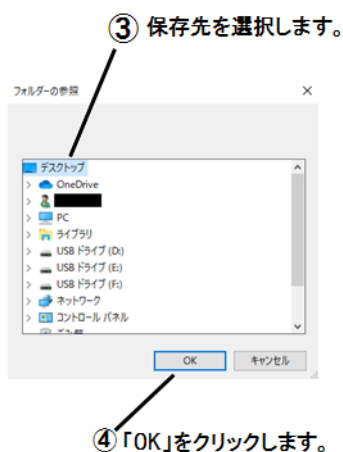 ③ 保存先を選択します。
フォルダーの参照
デスクトップ
OneDrive
PC
ライブラリ
USB ドライブ (D:)
USB ドライブ (E:)
USB ドライブ (F:)
ネットワーク
コントロール パネル
OK キャンセル
④「OK」をクリックします。